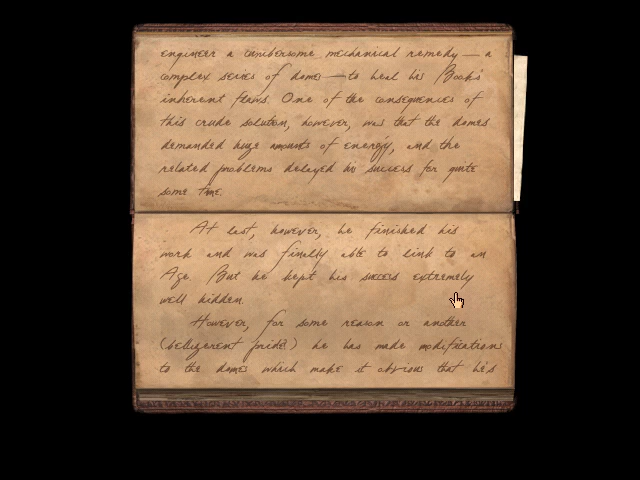 engineer a cumbersome mechanical remedy — a
complex series of domes — to heal his Books'
inherent flaws. One of the consequences of
this crude solution, however, was that the domes
demanded huge amounts of energy, and the
related problems delayed his success for quite
some time.
At last, however, he finished his
work and was finally able to link to an
Age. But he kept his success extremely
well hidden.
However, for some reason or another
(belligerent pride?) he has made modifications
to the domes which make it obvious that he's